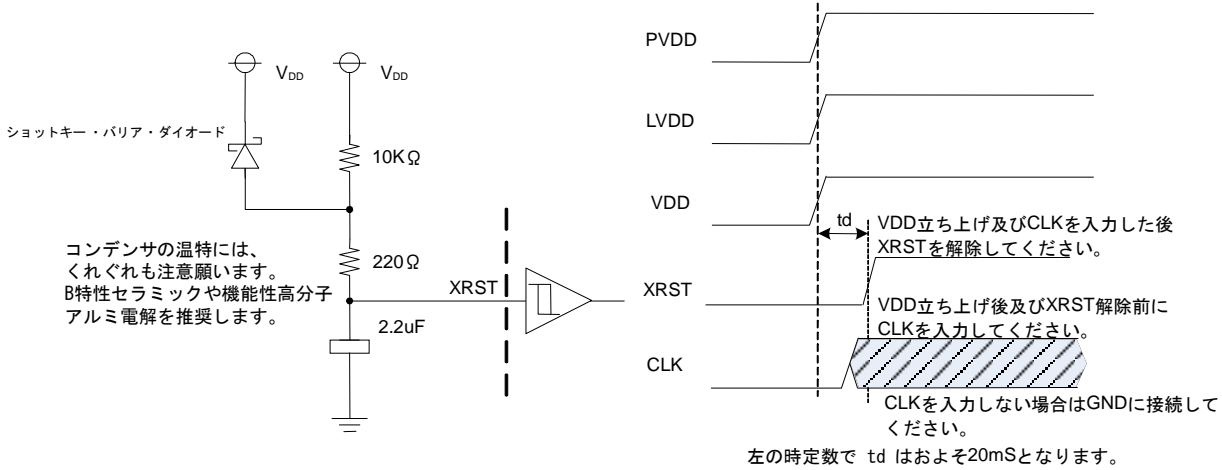 VDD
VDD
ショットキー・バリア・ダイオード
10KΩ
コンデンサの温特には、
くれぐれも注意願います。
B特性セラミックや機能性高分子
アルミ電解を推奨します。
220Ω
XRST
2.2uF
PVDD
LVDD
VDD
td
VDD立ち上げ及びCLKを入力した後
XRSTを解除してください。
XRST
VDD立ち上げ後及びXRST解除前に
CLKを入力してください。
CLK
CLKを入力しない場合はGNDに接続して
ください。
左の時定数で td はおよそ20mSとなります。